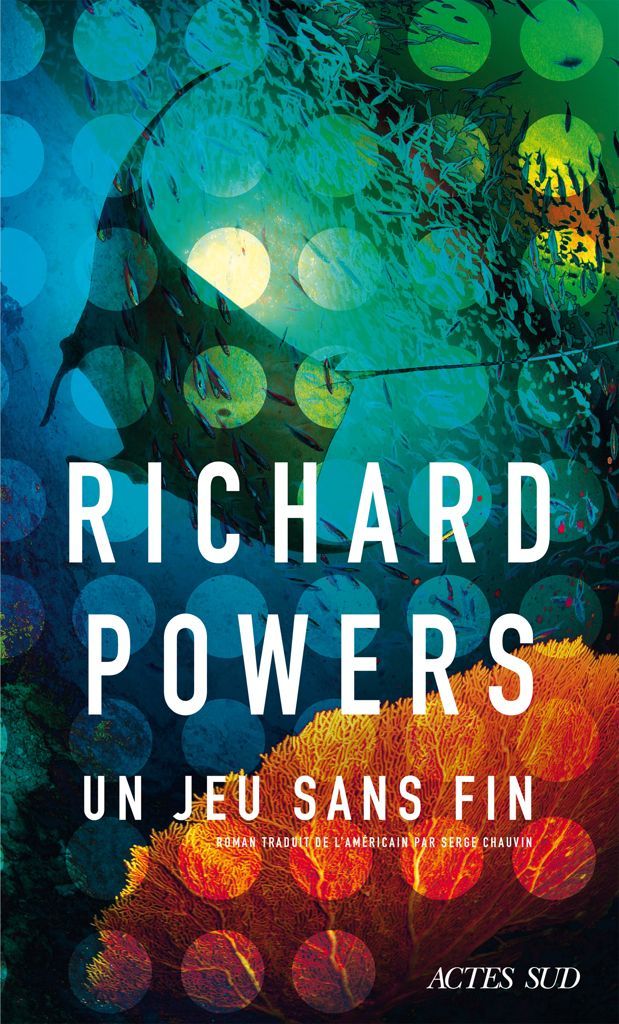 RICHARD
POWERS
UN JEU SANS FIN
ROMAN TRADUIT DE L'AMÉRICAIN PAR SERGE CHAUVIN
ACTES SUD